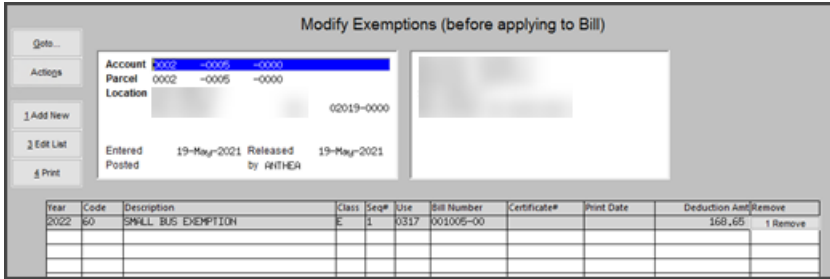 Modify Exemptions (before applying to Bill)
Goto...
Actions
1 Add New
3 Edit List
4 Print
Account 0002 -0005 -0000
Parcel 0002 -0005 -0000
Location
02019-0000
Entered 19-May-2021 Released 19-May-2021
Posted by ANTHEA
Year Code Description Class Seq# Use Bill Number Certificate# Print Date Deduction Amt Remove
2022 60 SMALL BUS EXEMPTION E 1 0317 001005-00 168.65 1 Remove